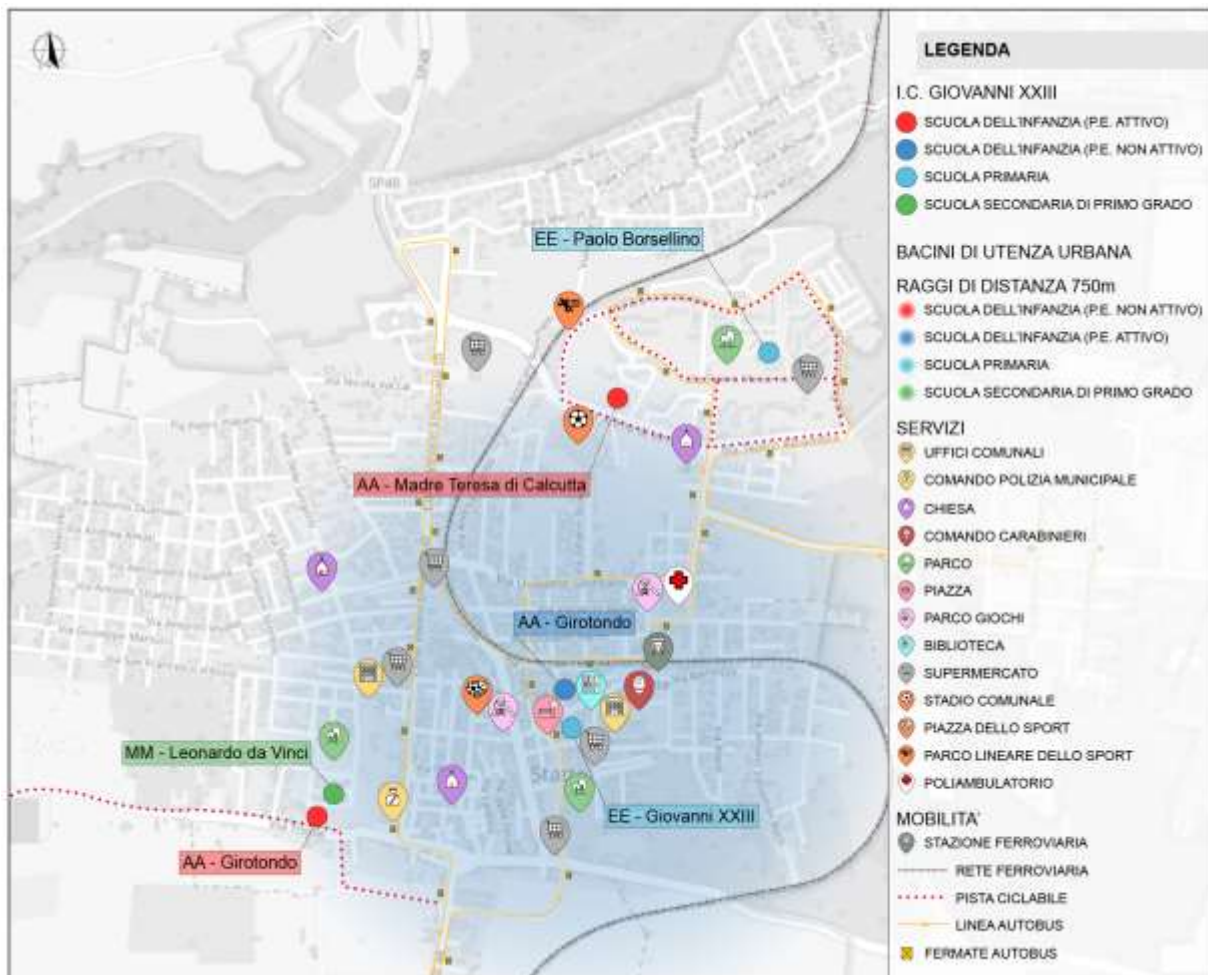 SP4B
SP4B
EE - Paolo Borsellino
AA - Madre Teresa di Calcutta
AA - Girotondo
MM - Leonardo da Vinci
EE - Giovanni XXIII
AA - Girotondo
LEGENDA
I.C. GIOVANNI XXIII
SCUOLA DELL'INFANZIA (P.E. ATTIVO)
SCUOLA DELL'INFANZIA (P.E. NON ATTIVO)
SCUOLA PRIMARIA
SCUOLA SECONDARIA DI PRIMO GRADO
BACINI DI UTENZA URBANA
RAGGI DI DISTANZA 750m
SCUOLA DELL'INFANZIA (P.E. NON ATTIVO)
SCUOLA DELL'INFANZIA (P.E. ATTIVO)
SCUOLA PRIMARIA
SCUOLA SECONDARIA DI PRIMO GRADO
SERVIZI
UFFICI COMUNALI
COMANDO POLIZIA MUNICIPALE
CHIESA
COMANDO CARABINIERI
PARCO
PIAZZA
PARCO GIOCHI
BIBLIOTECA
SUPERMERCATO
STADIO COMUNALE
PIAZZA DELLO SPORT
PARCO LINEARE DELLO SPORT
POLIAMBULATORIO
MOBILITA'
STAZIONE FERROVIARIA
RETE FERROVIARIA
PISTA CICLABILE
LINEA AUTOBUS
FERMATE AUTOBUS